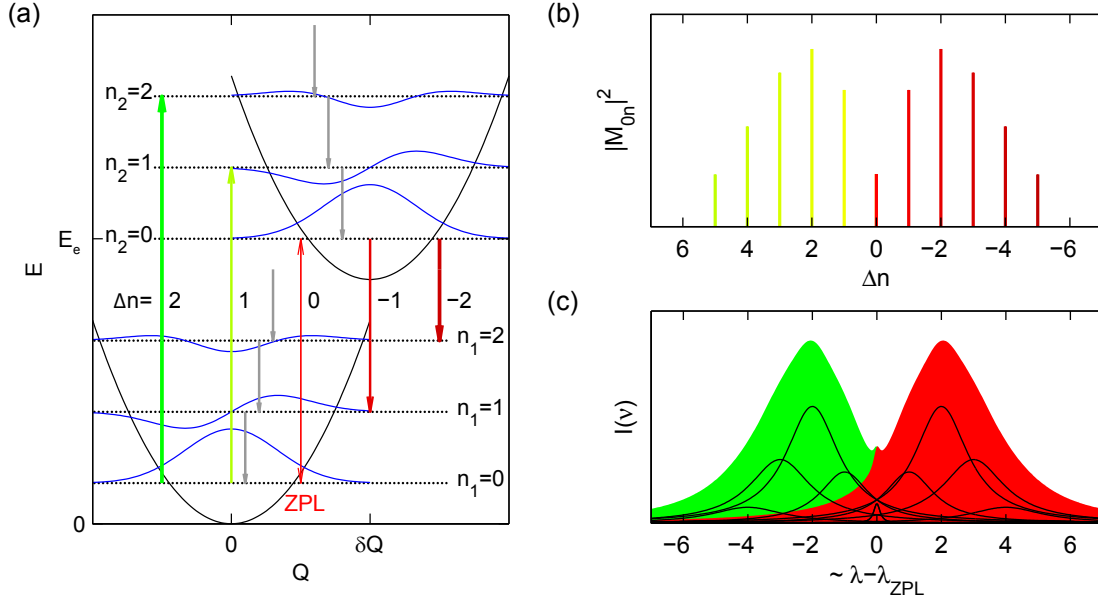 (a)
n₂=2
n₂=1
n₂=0
Eₑ
E
Δn= 2 1 0 −1 −2
n₁=2
n₁=1
n₁=0
ZPL
0
0 δQ
Q
(b)
|M₀ₙ|²
6 4 2 0 −2 −4 −6
Δn
(c)
I(ν)
−6 −4 −2 0 2 4 6
~ λ−λ_ZPL